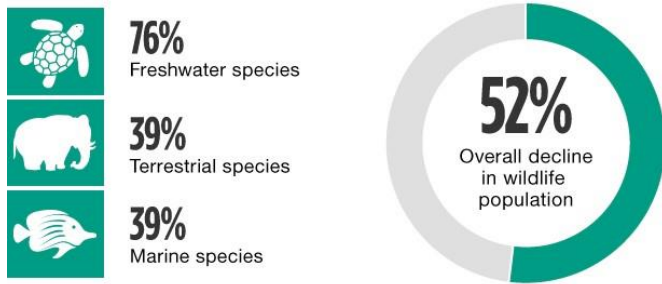 76%
Freshwater species
39%
Terrestrial species
39%
Marine species
52%
Overall decline
in wildlife
population